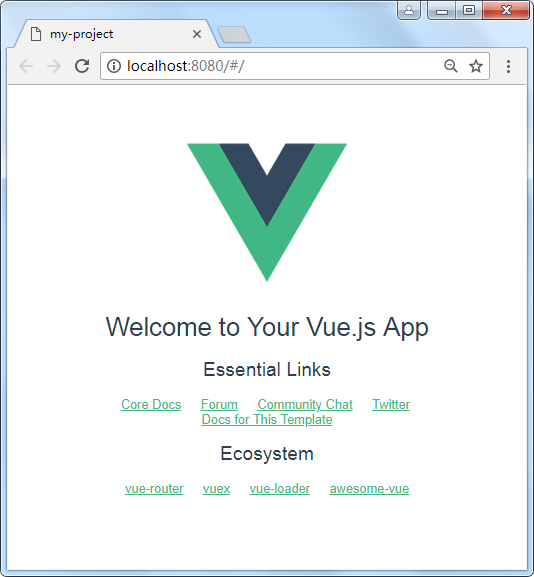 my-project
localhost:8080/#/
Welcome to Your Vue.js App
Essential Links
Core Docs Forum Community Chat Twitter
Docs for This Template
Ecosystem
vue-router vuex vue-loader awesome-vue